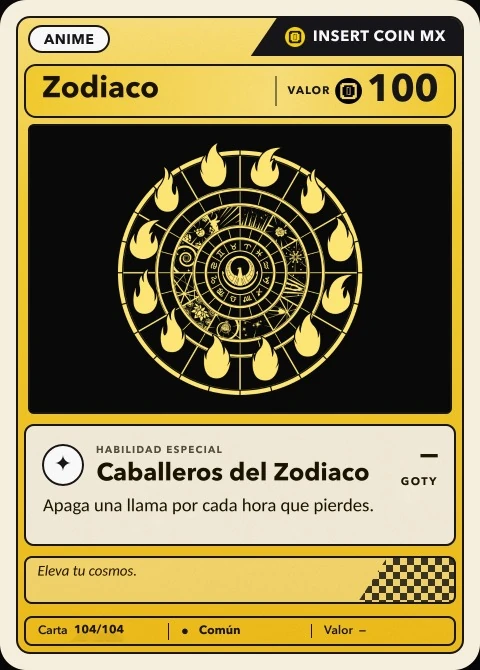 ANIME
INSERT COIN MX
Zodiaco
VALOR 100
HABILIDAD ESPECIAL
Caballeros del Zodiaco
–
GOTY
Apaga una llama por cada hora que pierdes.
Eleva tu cosmos.
Carta 104/104 • Común Valor –